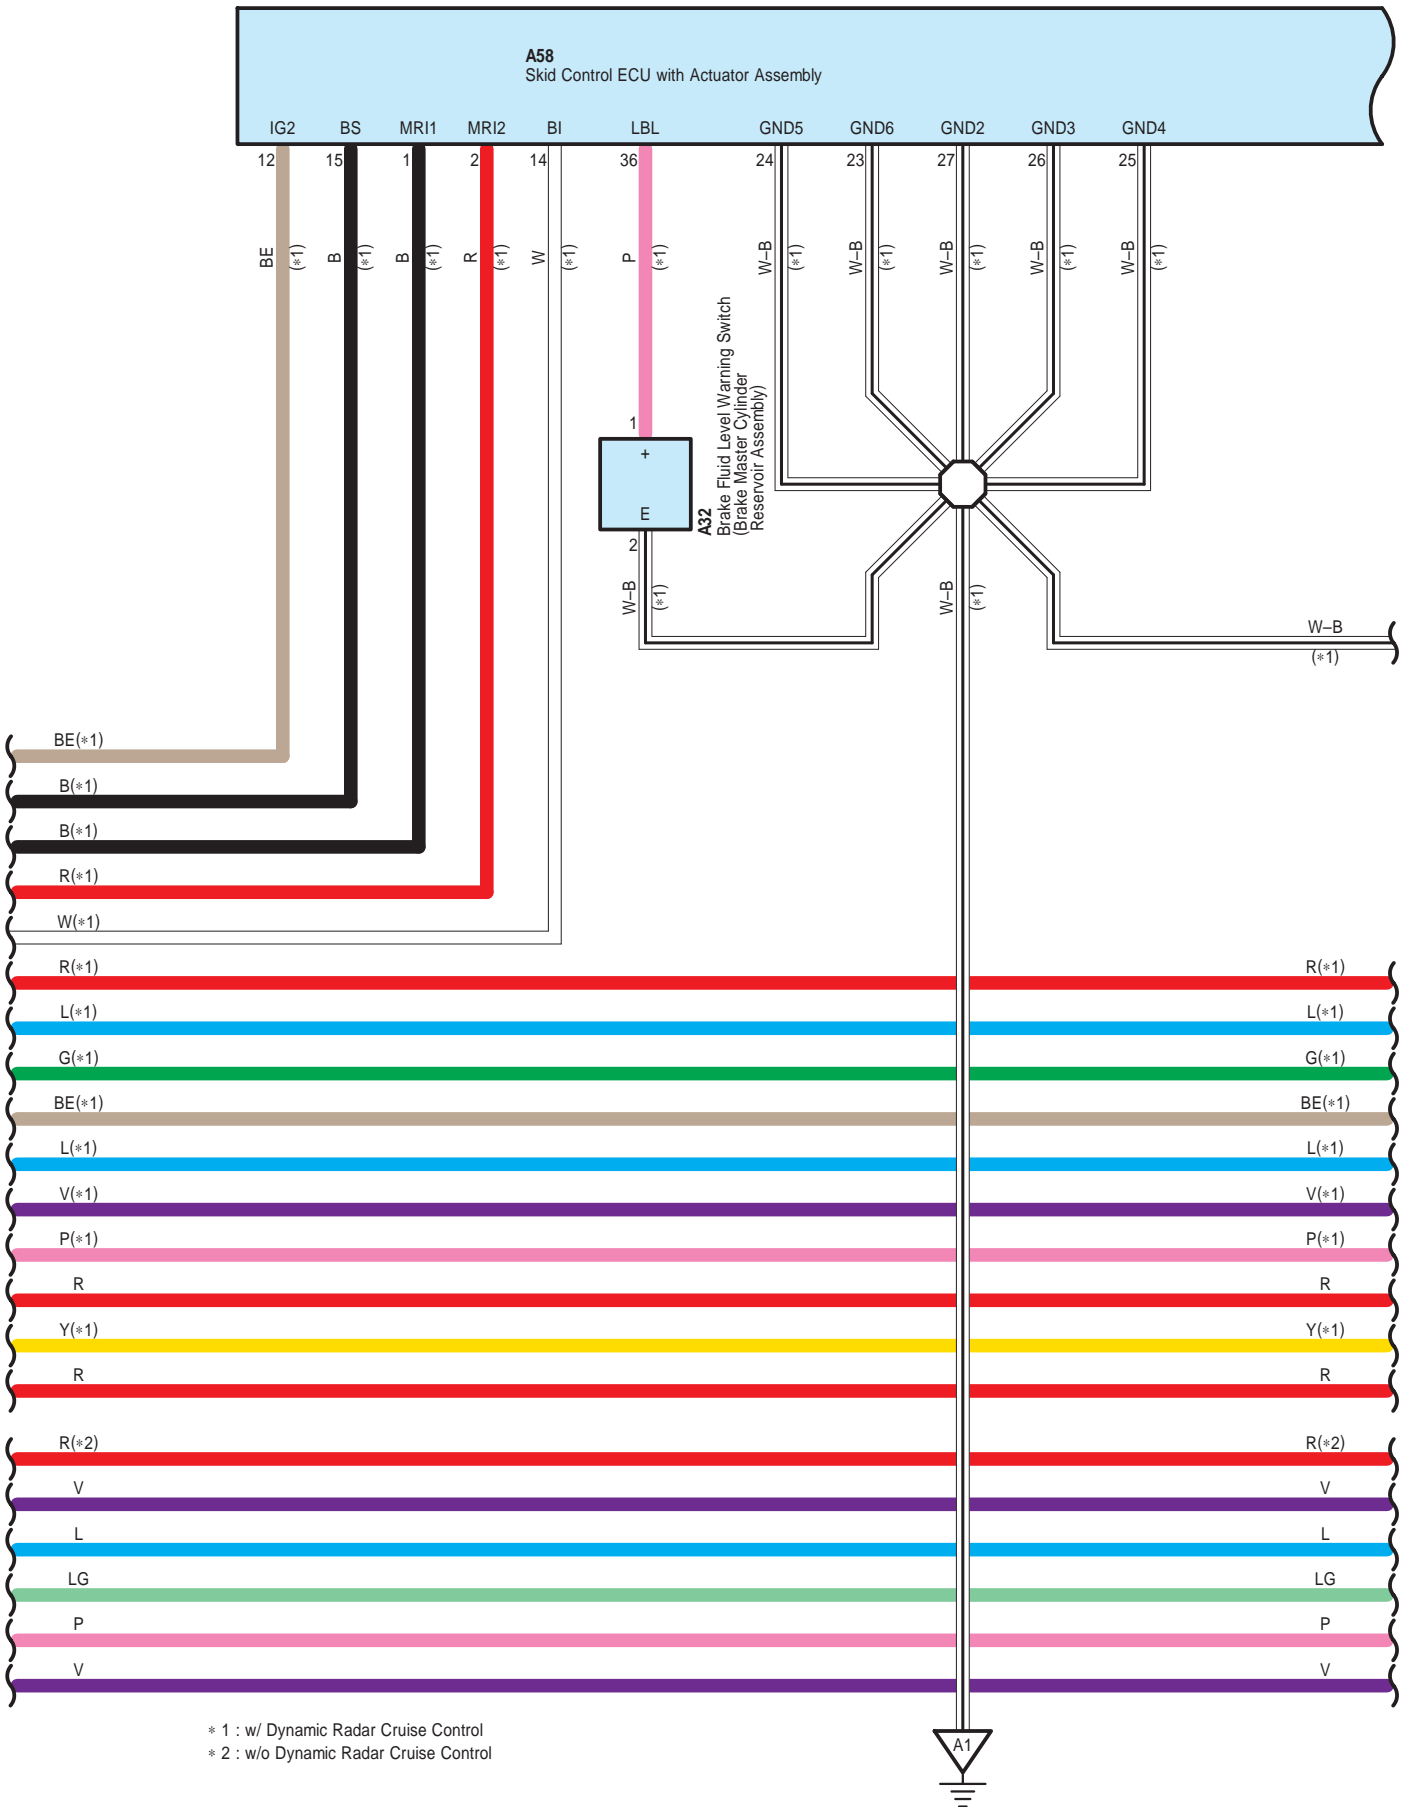 A58
Skid Control ECU with Actuator Assembly
IG2 BS MRI1 MRI2 BI LBL GND5 GND6 GND2 GND3 GND4
12 15 1 2 14 36 24 23 27 26 25
BE (*1) B (*1) B (*1) R (*1) W (*1) P (*1) W–B (*1) W–B (*1) W–B (*1) W–B (*1) W–B (*1)
1
+
E
2
A32
Brake Fluid Level Warning Switch
(Brake Master Cylinder
Reservoir Assembly)
W–B (*1) W–B (*1)
W–B
(*1)
BE(*1)
B(*1)
B(*1)
R(*1)
W(*1)
R(*1) R(*1)
L(*1) L(*1)
G(*1) G(*1)
BE(*1) BE(*1)
L(*1) L(*1)
V(*1) V(*1)
P(*1) P(*1)
R R
Y(*1) Y(*1)
R R
R(*2) R(*2)
V V
L L
LG LG
P P
V V
* 1 : w/ Dynamic Radar Cruise Control
* 2 : w/o Dynamic Radar Cruise Control
A1